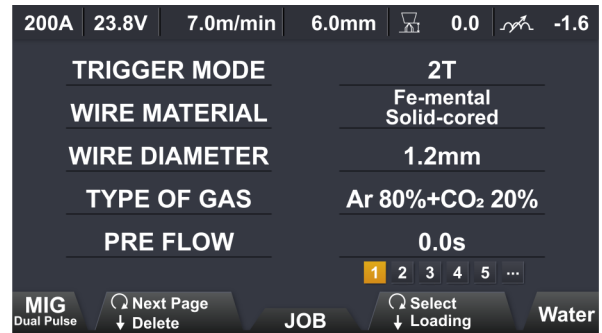 200A 23.8V 7.0m/min 6.0mm 0.0 -1.6
TRIGGER MODE 2T
WIRE MATERIAL Fe-mental Solid-cored
WIRE DIAMETER 1.2mm
TYPE OF GAS Ar 80%+CO₂ 20%
PRE FLOW 0.0s
1 2 3 4 5 ...
MIG Dual Pulse
Next Page
↓ Delete
JOB
Select
↓ Loading
Water